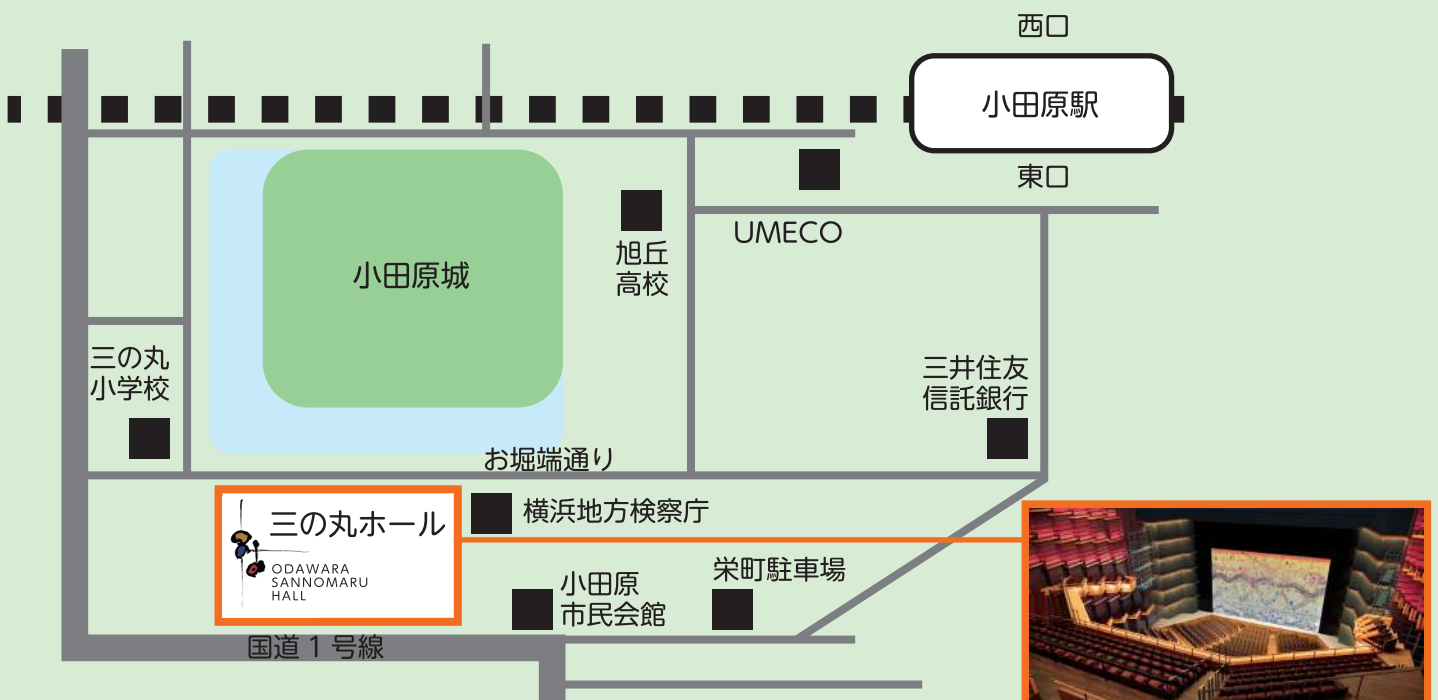 西口
小田原駅
東口
UMECO
旭丘
高校
小田原城
三の丸
小学校
三井住友
信託銀行
お堀端通り
三の丸ホール
ODAWARA
SANNOMARU
HALL
横浜地方検察庁
小田原
市民会館
栄町駐車場
国道1号線